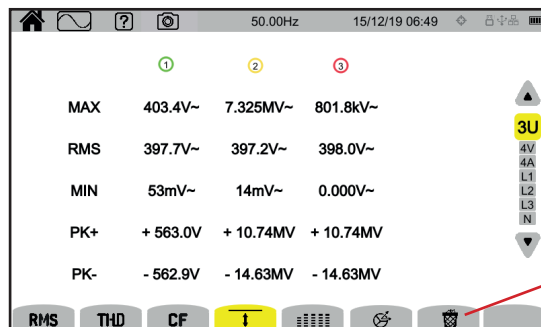 ? 50.00Hz 15/12/19 06:49
1 2 3
MAX 403.4V~ 7.325MV~ 801.8kV~
RMS 397.7V~ 397.2V~ 398.0V~
MIN 53mV~ 14mV~ 0.000V~
PK+ + 563.0V + 10.74MV + 10.74MV
PK- - 562.9V - 14.63MV - 14.63MV
3U
4V
4A
L1
L2
L3
N
RMS THD CF